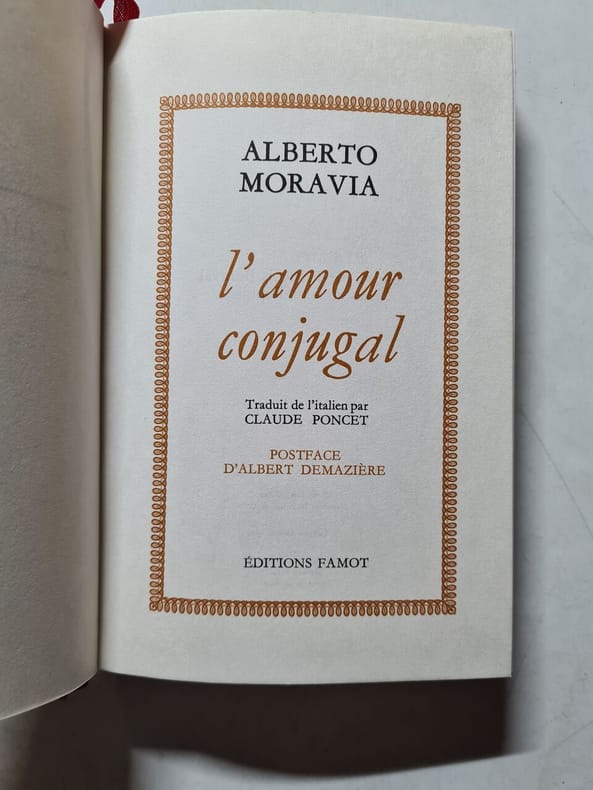 ALBERTO
MORAVIA
l'amour
conjugal
Traduit de l'italien par
CLAUDE PONCET
POSTFACE
D'ALBERT DEMAZIÈRE
ÉDITIONS FAMOT